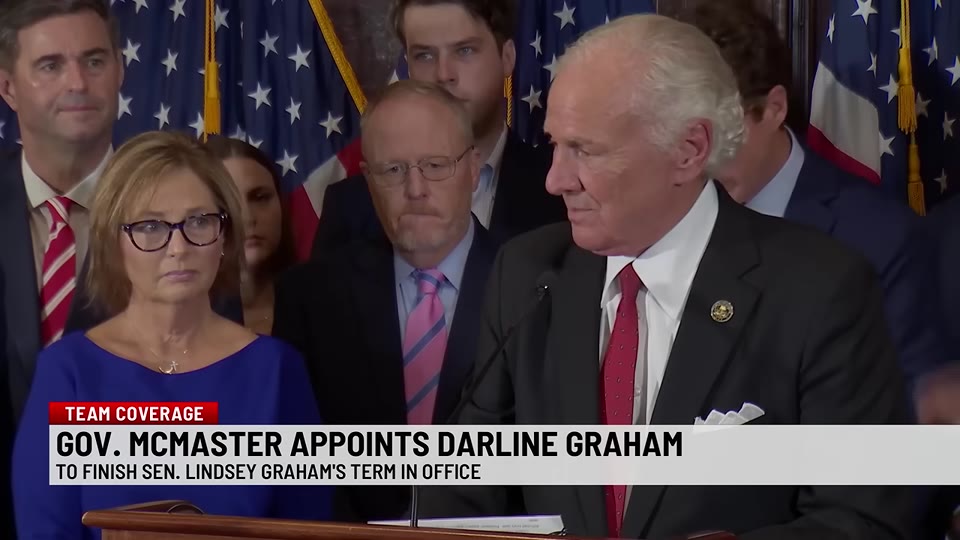 TEAM COVERAGE
GOV. MCMASTER APPOINTS DARLINE GRAHAM
TO FINISH SEN. LINDSEY GRAHAM'S TERM IN OFFICE